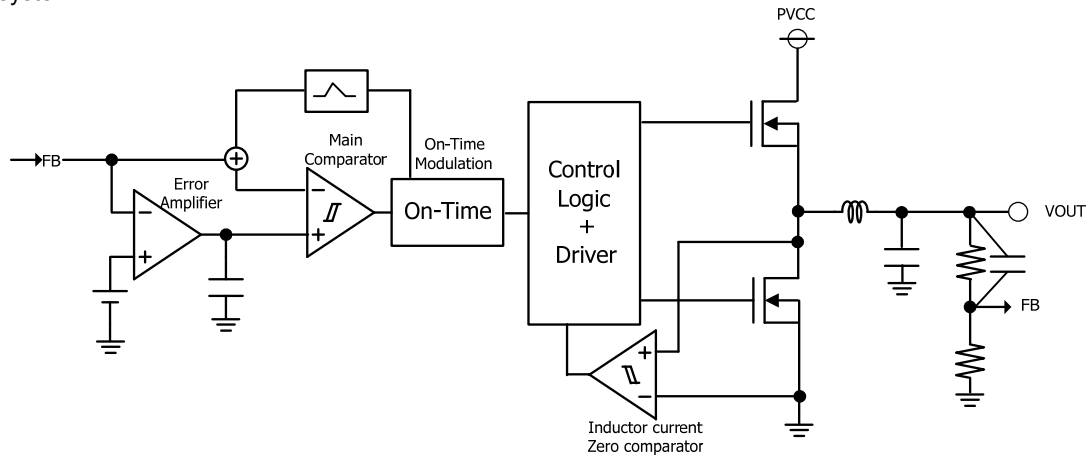 PVCC
Main
Comparator
On-Time
Modulation
FB
+
Error
Amplifier
−
+
−
+
On-Time
Control
Logic
+
Driver
VOUT
FB
+
−
Inductor current
Zero comparator